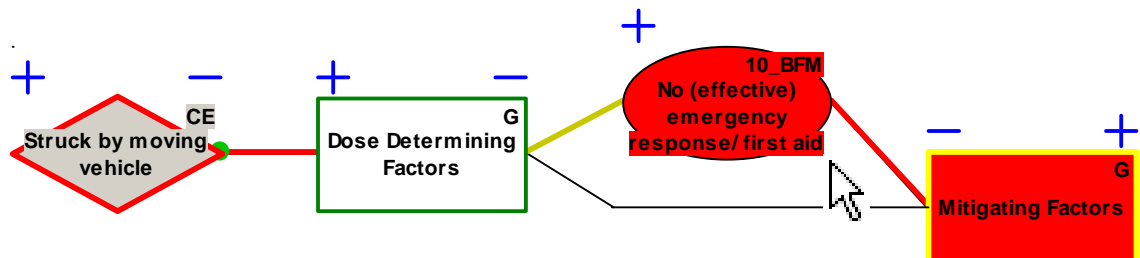 CE
Struck by moving
vehicle
G
Dose Determining
Factors
10_BFM
No (effective)
emergency
response/ first aid
G
Mitigating Factors